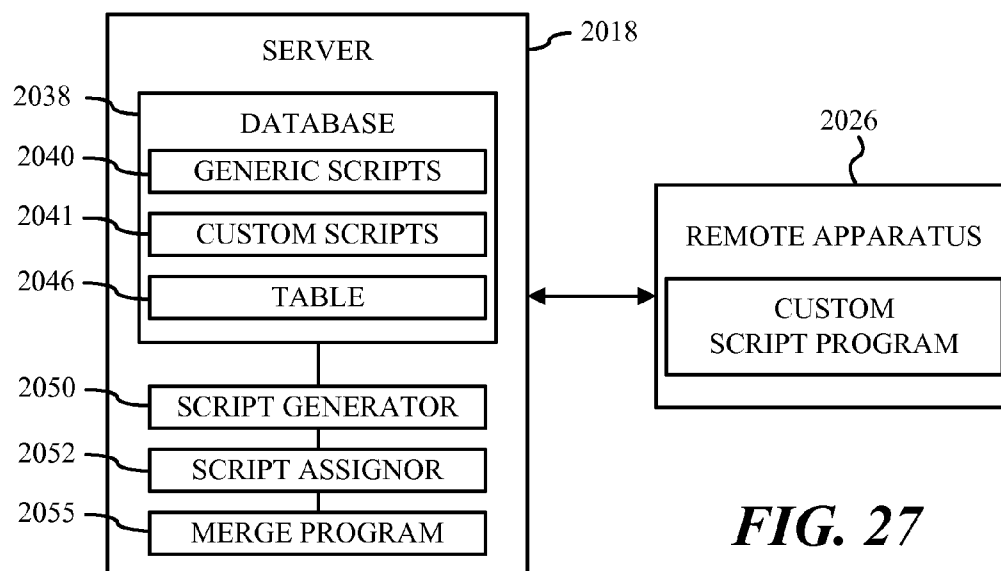 SERVER
2018
2038
DATABASE
2040
GENERIC SCRIPTS
2041
CUSTOM SCRIPTS
2046
TABLE
2050
SCRIPT GENERATOR
2052
SCRIPT ASSIGNOR
2055
MERGE PROGRAM
2026
REMOTE APPARATUS
CUSTOM
SCRIPT PROGRAM
FIG. 27